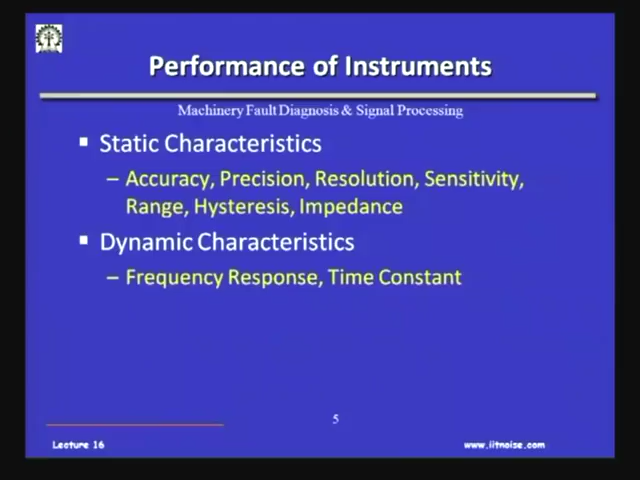 Performance of Instruments
Machinery Fault Diagnosis & Signal Processing
▪ Static Characteristics
– Accuracy, Precision, Resolution, Sensitivity,
Range, Hysteresis, Impedance
▪ Dynamic Characteristics
– Frequency Response, Time Constant
5
Lecture 16
www.iitnoise.com